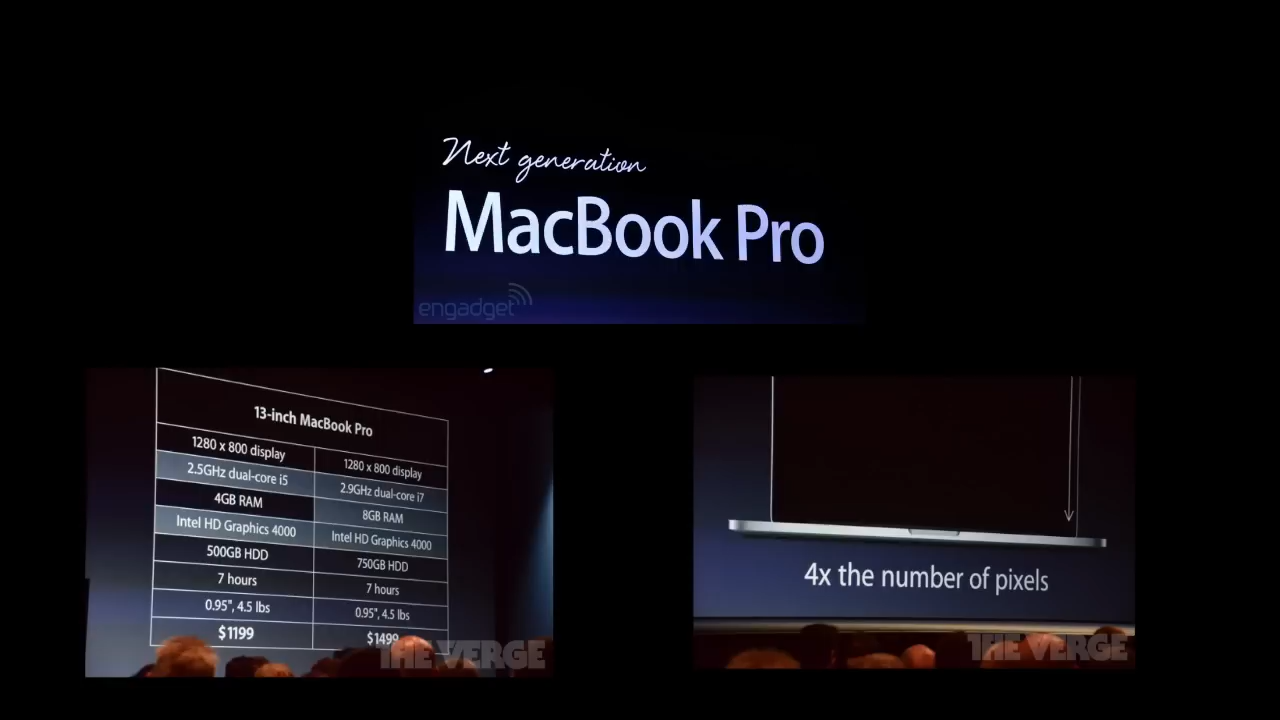 Next generation
MacBook Pro
engadget
13-inch MacBook Pro
1280 x 800 display 1280 x 800 display
2.5GHz dual-core i5 2.9GHz dual-core i7
4GB RAM 8GB RAM
Intel HD Graphics 4000 Intel HD Graphics 4000
500GB HDD 750GB HDD
7 hours 7 hours
0.95", 4.5 lbs 0.95", 4.5 lbs
$1199 $1499
THE VERGE
4x the number of pixels
THE VERGE